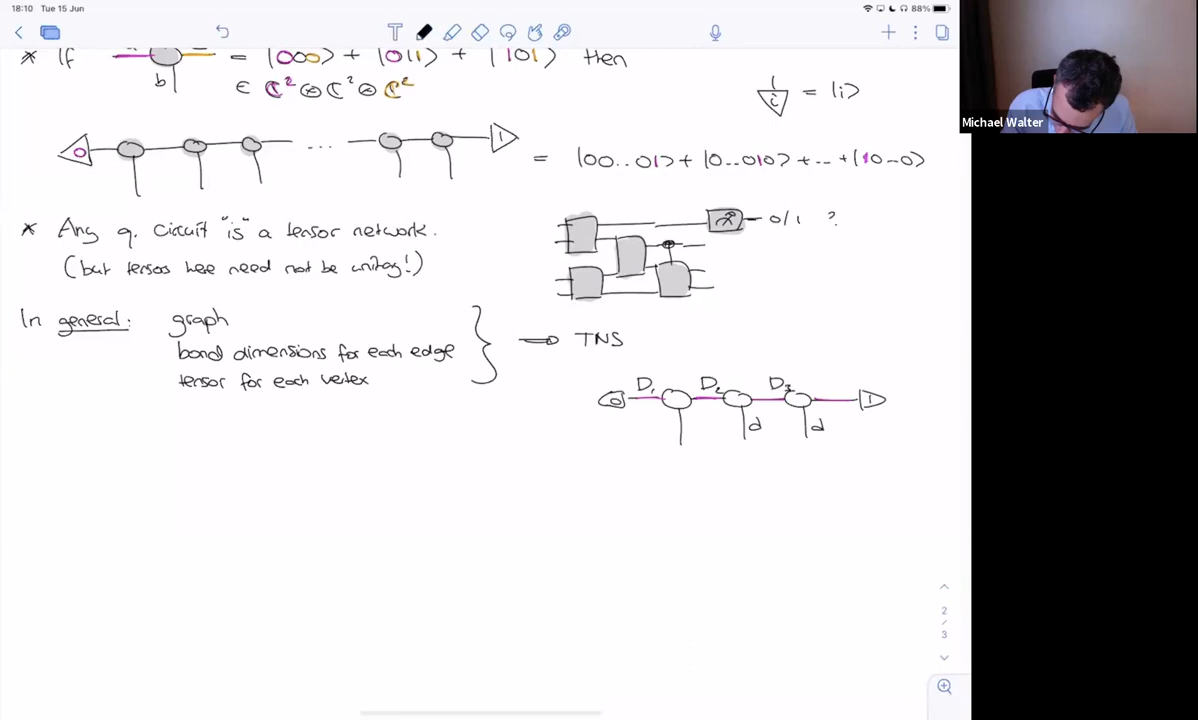 18:10 Tue 15 Jun
88%
* If
= |000⟩ + |011⟩ + |101⟩ then
b
∈ ℂ² ⊗ ℂ² ⊗ ℂ²
i = |i⟩
Michael Walter
0 ... 1
= |00..01⟩ + |0..010⟩ + ... + |10-0⟩
* Any q. circuit "is" a tensor network.
0/1 ?
(but tensors here need not be unitary!)
In general: graph
bond dimensions for each edge
→ TNS
tensor for each vertex
0 D₁ D₂ D₃ 1
d d
2
/
3